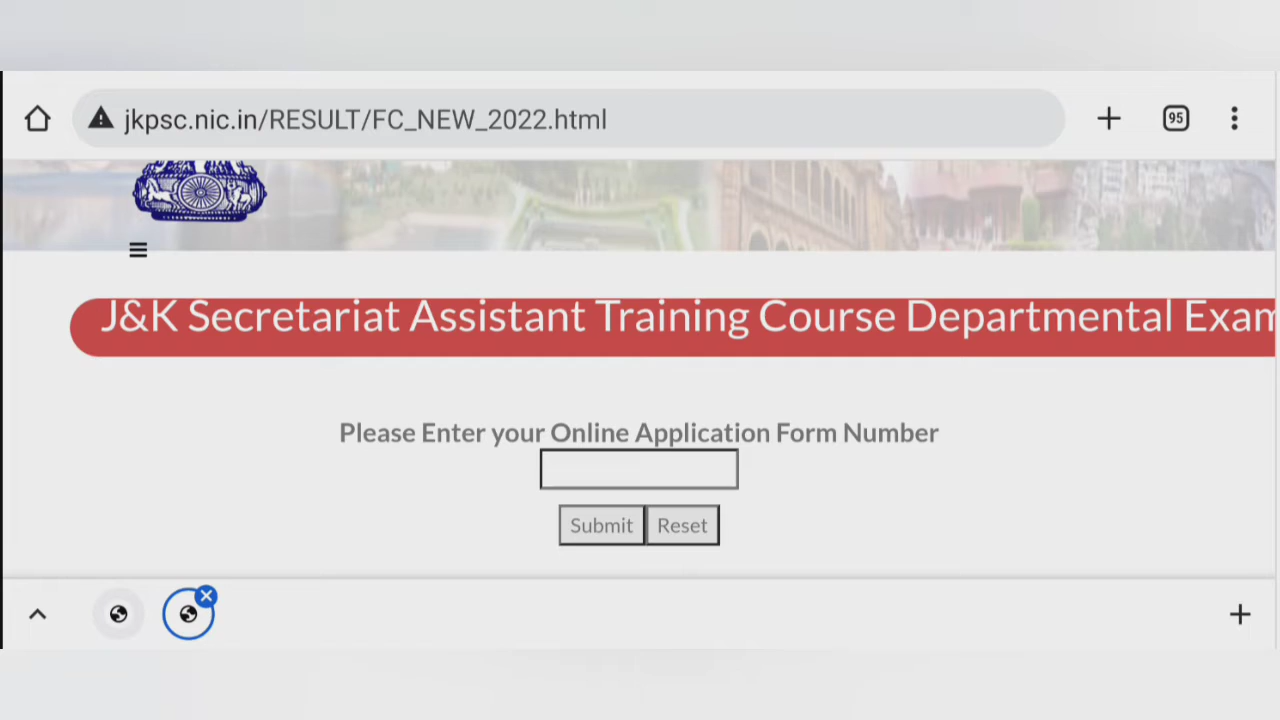 jkpsc.nic.in/RESULT/FC_NEW_2022.html
95
J&K Secretariat Assistant Training Course Departmental Exam
Please Enter your Online Application Form Number
Submit Reset